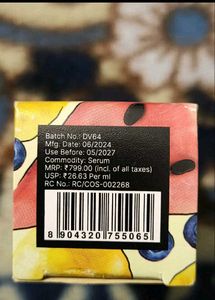 Batch No.: DV64
Mfg. Date: 06/2024
Use Before: 05/2027
Commodity: Serum
MRP: ₹799.00 (incl. of all taxes)
USP: ₹26.63 Per ml
RC No.: RC/COS-002268
8 904320 755065